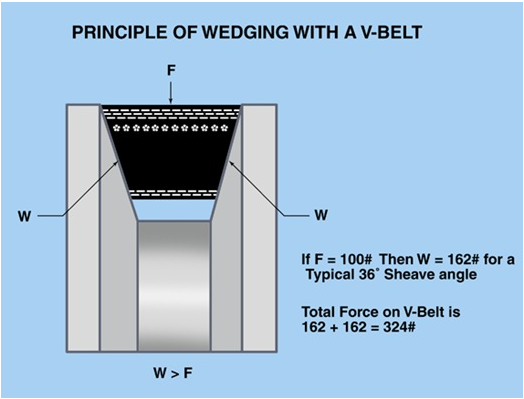 PRINCIPLE OF WEDGING WITH A V-BELT
F
W
W
If F = 100# Then W = 162# for a
Typical 36° Sheave angle
Total Force on V-Belt is
162 + 162 = 324#
W > F